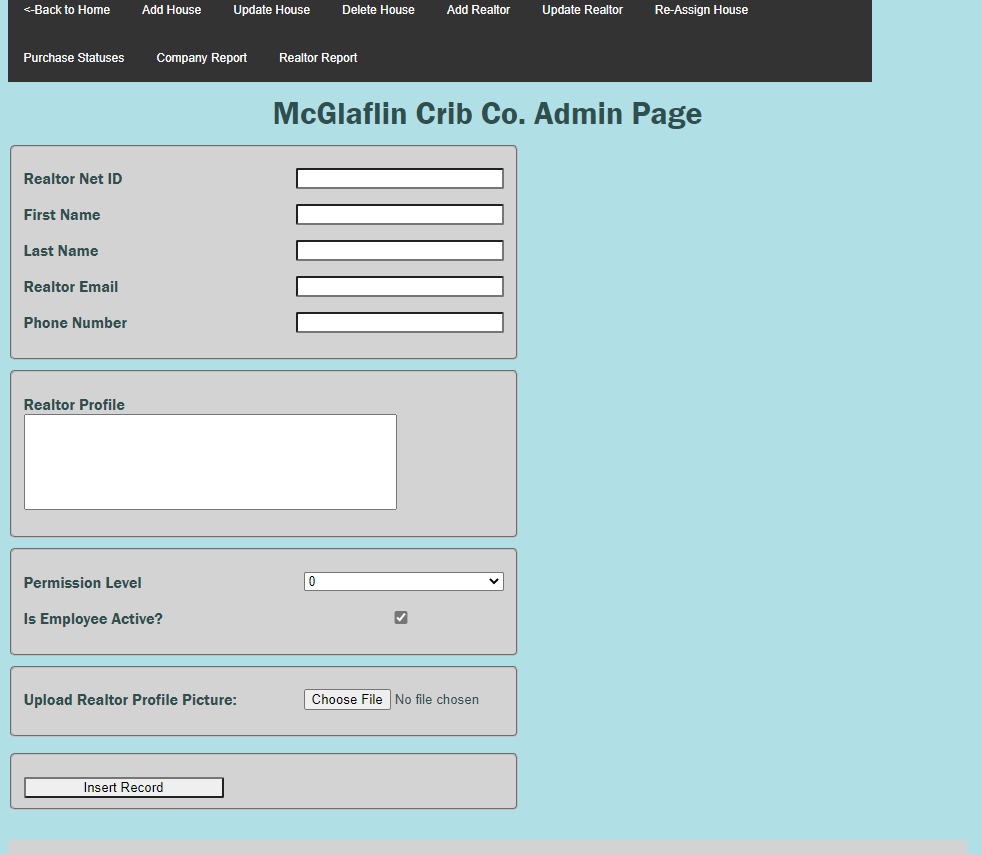 <-Back to Home Add House Update House Delete House Add Realtor Update Realtor Re-Assign House
Purchase Statuses Company Report Realtor Report
McGlaflin Crib Co. Admin Page
Realtor Net ID
First Name
Last Name
Realtor Email
Phone Number
Realtor Profile
Permission Level 0
Is Employee Active?
Upload Realtor Profile Picture: Choose File No file chosen
Insert Record